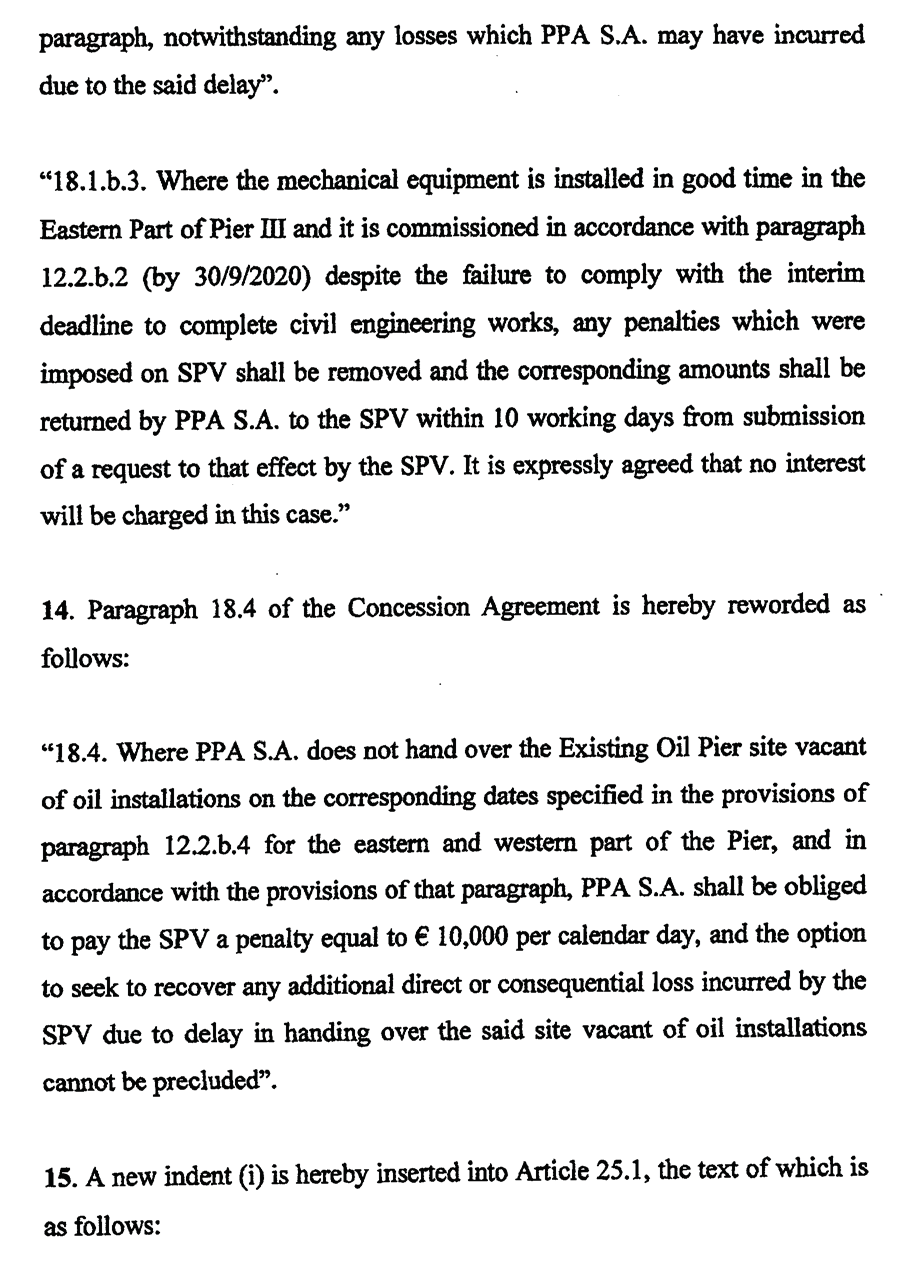 paragraph, notwithstanding any losses which PPA S.A. may have incurred
due to the said delay”.
“18.1.b.3. Where the mechanical equipment is installed in good time in the
Eastern Part of Pier III and it is commissioned in accordance with paragraph
12.2.b.2 (by 30/9/2020) despite the failure to comply with the interim
deadline to complete civil engineering works, any penalties which were
imposed on SPV shall be removed and the corresponding amounts shall be
returned by PPA S.A. to the SPV within 10 working days from submission
of a request to that effect by the SPV. It is expressly agreed that no interest
will be charged in this case.”
14. Paragraph 18.4 of the Concession Agreement is hereby reworded as
follows:
“18.4. Where PPA S.A. does not hand over the Existing Oil Pier site vacant
of oil installations on the corresponding dates specified in the provisions of
paragraph 12.2.b.4 for the eastern and western part of the Pier, and in
accordance with the provisions of that paragraph, PPA S.A. shall be obliged
to pay the SPV a penalty equal to € 10,000 per calendar day, and the option
to seek to recover any additional direct or consequential loss incurred by the
SPV due to delay in handing over the said site vacant of oil installations
cannot be precluded”.
15. A new indent (i) is hereby inserted into Article 25.1, the text of which is
as follows: